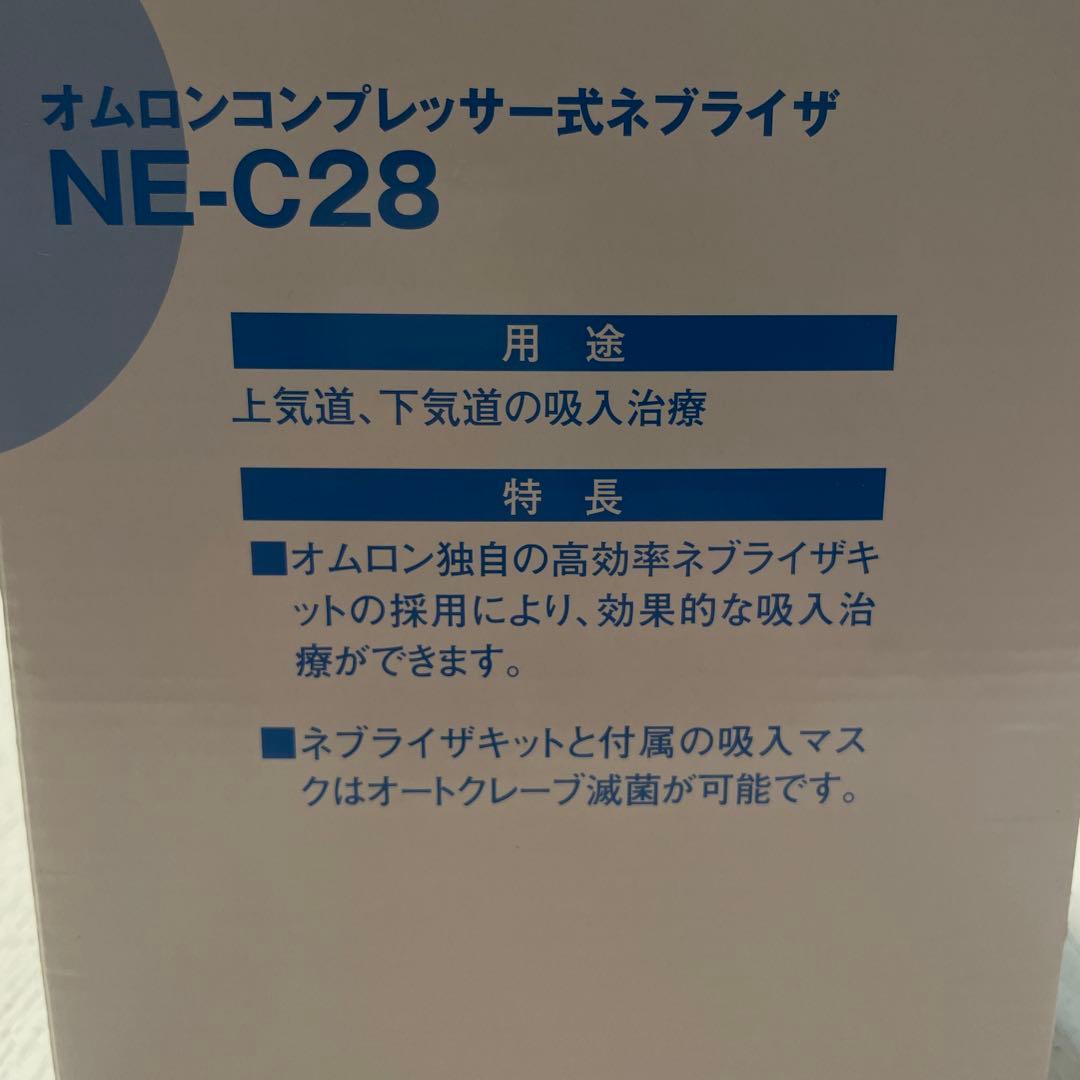 オムロンコンプレッサー式ネブライザ
NE-C28
用途
上気道、下気道の吸入治療
特長
■オムロン独自の高効率ネブライザキ
ットの採用により、効果的な吸入治
療ができます。
■ネブライザキットと付属の吸入マス
クはオートクレーブ滅菌が可能です。